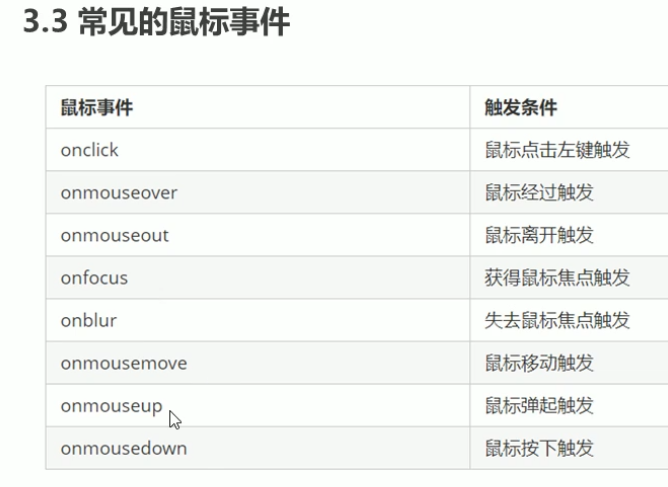 3.3 常见的鼠标事件
鼠标事件 触发条件
onclick 鼠标点击左键触发
onmouseover 鼠标经过触发
onmouseout 鼠标离开触发
onfocus 获得鼠标焦点触发
onblur 失去鼠标焦点触发
onmousemove 鼠标移动触发
onmouseup 鼠标弹起触发
onmousedown 鼠标按下触发